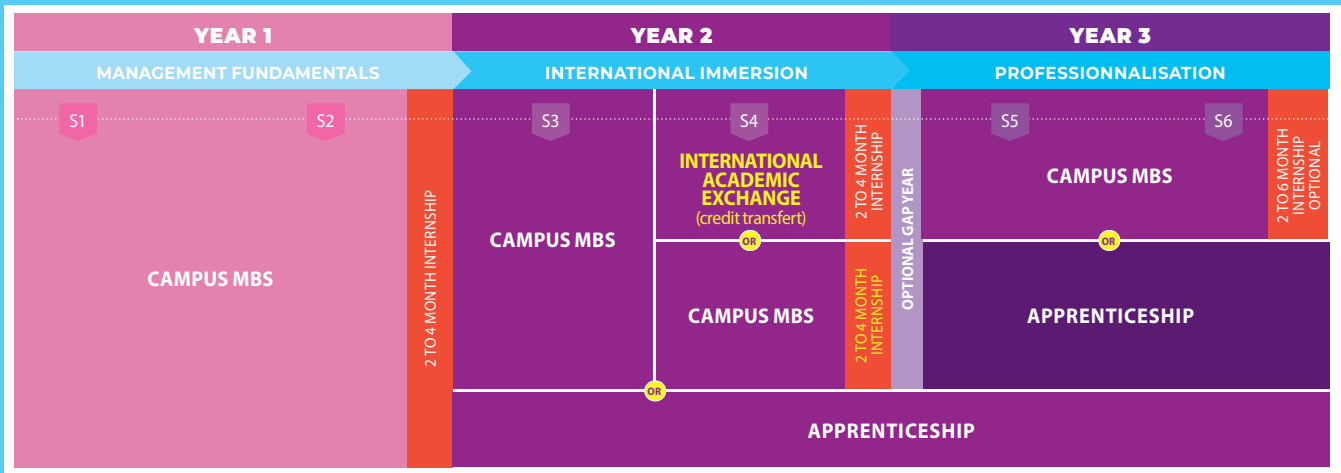 YEAR 1
YEAR 2
YEAR 3
MANAGEMENT FUNDAMENTALS
INTERNATIONAL IMMERSION
PROFESSIONNALISATION
S1
S2
2 TO 4 MONTH INTERNSHIP
CAMPUS MBS
S3
CAMPUS MBS
S4
INTERNATIONAL
ACADEMIC
EXCHANGE
(credit transfert)
2 TO 4 MONTH
INTERNSHIP
OR
CAMPUS MBS
2 TO 4 MONTH
INTERNSHIP
OPTIONAL GAP YEAR
S5
S6
CAMPUS MBS
2 TO 6 MONTH
INTERNSHIP
OPTIONAL
OR
APPRENTICESHIP
OR
APPRENTICESHIP